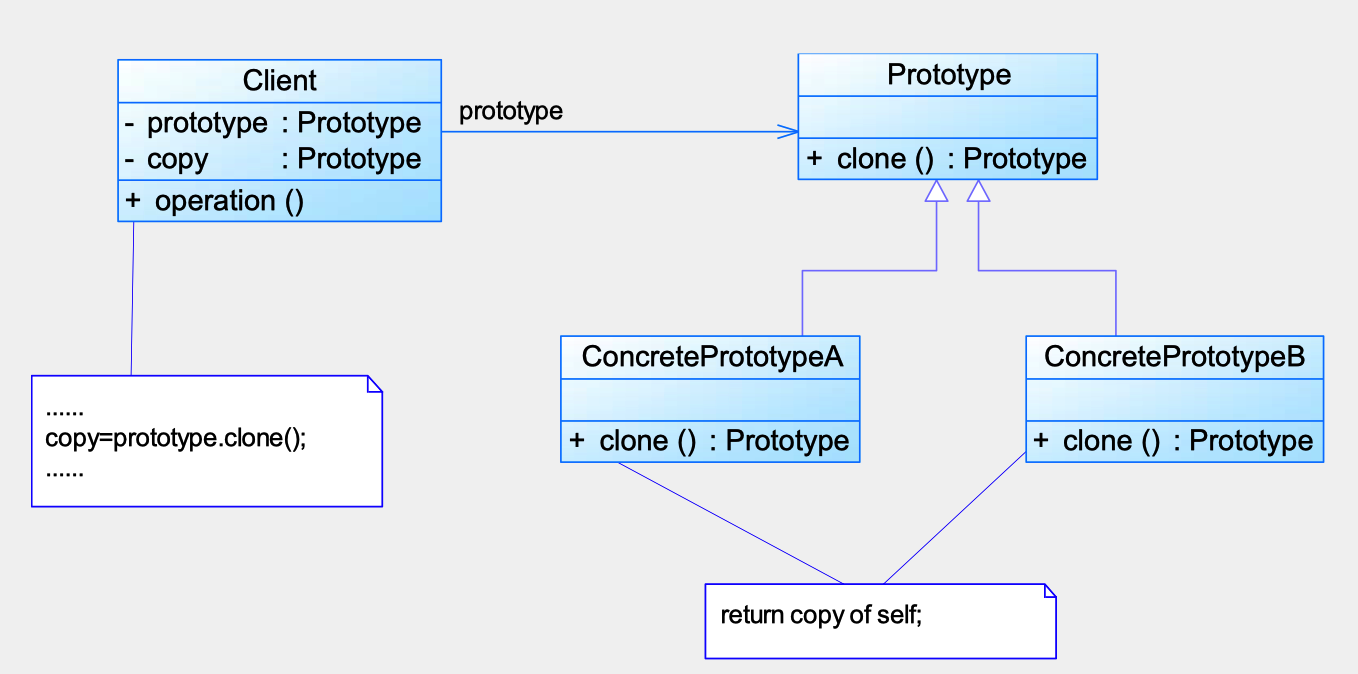 Client
- prototype : Prototype
- copy : Prototype
+ operation ()
prototype
Prototype
+ clone () : Prototype
ConcretePrototypeA
+ clone () : Prototype
ConcretePrototypeB
+ clone () : Prototype
......
copy=prototype.clone();
......
return copy of self;